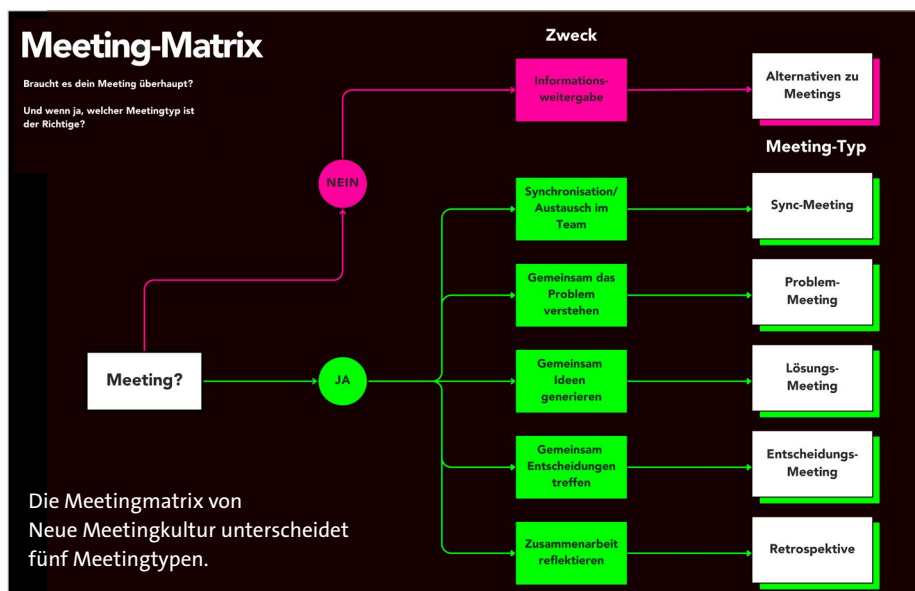 Meeting-Matrix
Braucht es dein Meeting überhaupt?
Und wenn ja, welcher Meetingtyp ist
der Richtige?
Zweck
Informations-
weitergabe
Alternativen zu
Meetings
Meeting-Typ
NEIN
Synchronisation/
Austausch im
Team
Sync-Meeting
Gemeinsam das
Problem
verstehen
Problem-
Meeting
Meeting?
JA
Gemeinsam
Ideen
generieren
Lösungs-
Meeting
Gemeinsam
Entscheidungen
treffen
Entscheidungs-
Meeting
Zusammenarbeit
reflektieren
Retrospektive
Die Meetingmatrix von
Neue Meetingkultur unterscheidet
fünf Meetingtypen.